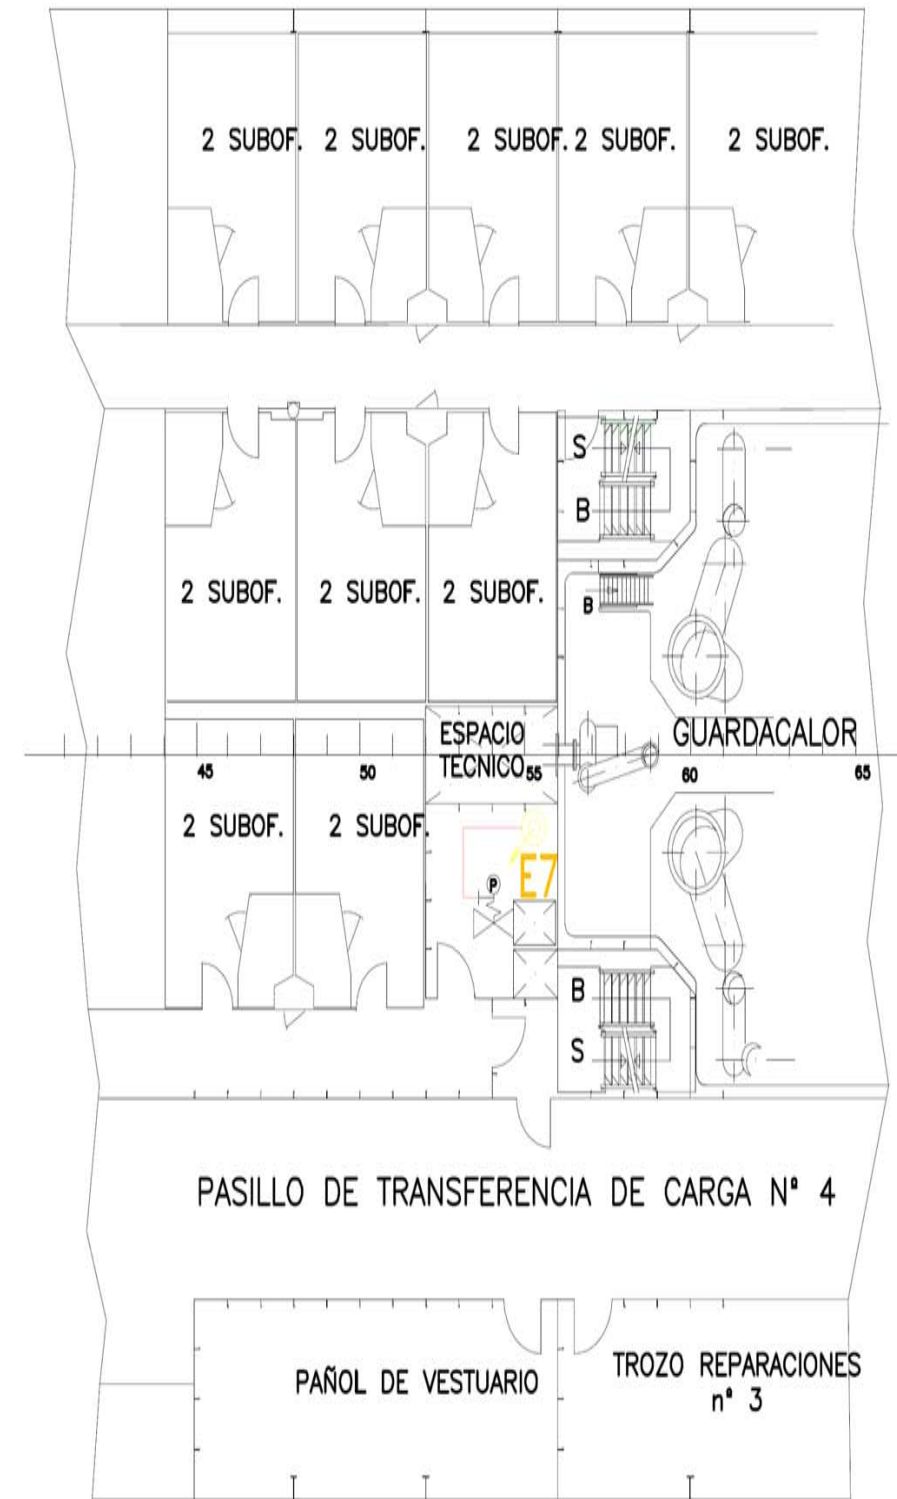 2 SUBOF. 2 SUBOF. 2 SUBOF. 2 SUBOF. 2 SUBOF.
S
B
2 SUBOF. 2 SUBOF. 2 SUBOF.
B
ESPACIO
TECNICO
GUARDACALOR
45 50 55 60 65
2 SUBOF. 2 SUBOF.
P
E7
B
S
PASILLO DE TRANSFERENCIA DE CARGA Nº 4
PAÑOL DE VESTUARIO
TROZO REPARACIONES
nº 3